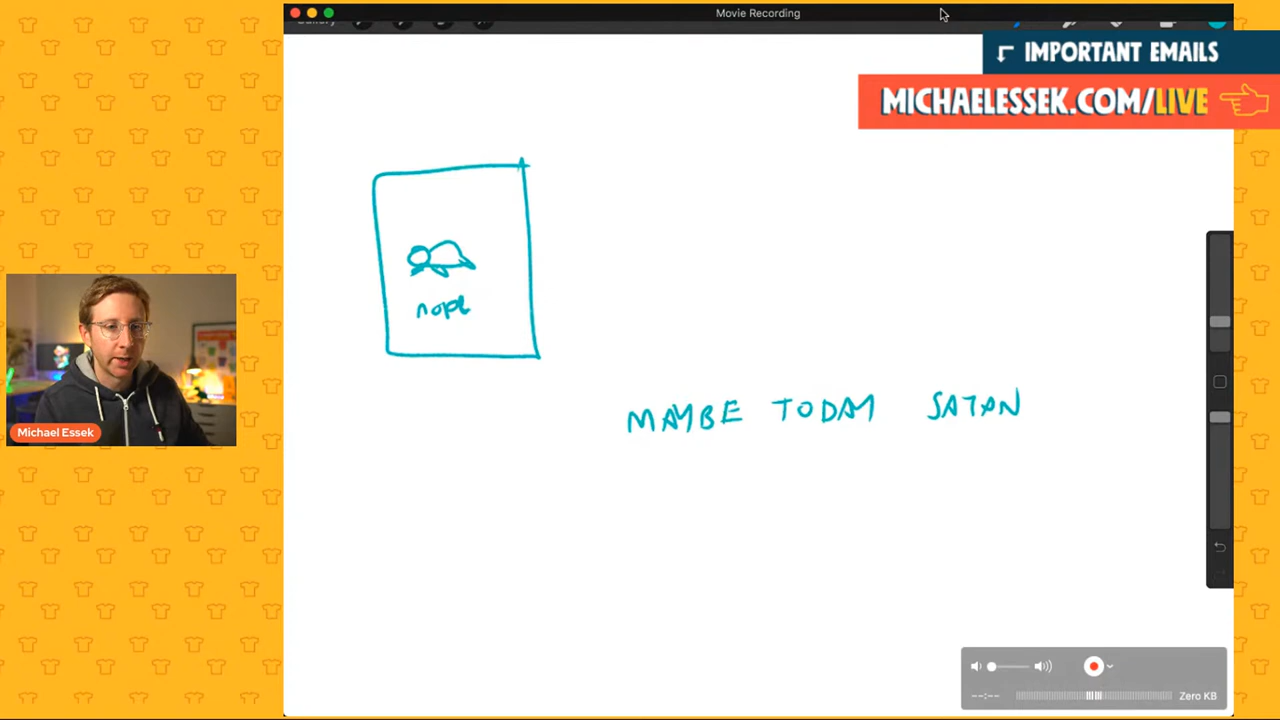 Movie Recording
IMPORTANT EMAILS
MICHAELESSEK.COM/LIVE
nope
MAYBE TODAY SATAN
Michael Essek
--:--
Zero KB